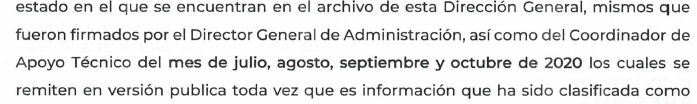 estado en el que se encuentran en el archivo de esta Dirección General, mismos que
fueron firmados por el Director General de Administración, así como del Coordinador de
Apoyo Técnico del mes de julio, agosto, septiembre y octubre de 2020 los cuales se
remiten en versión publica toda vez que es información que ha sido clasificada como